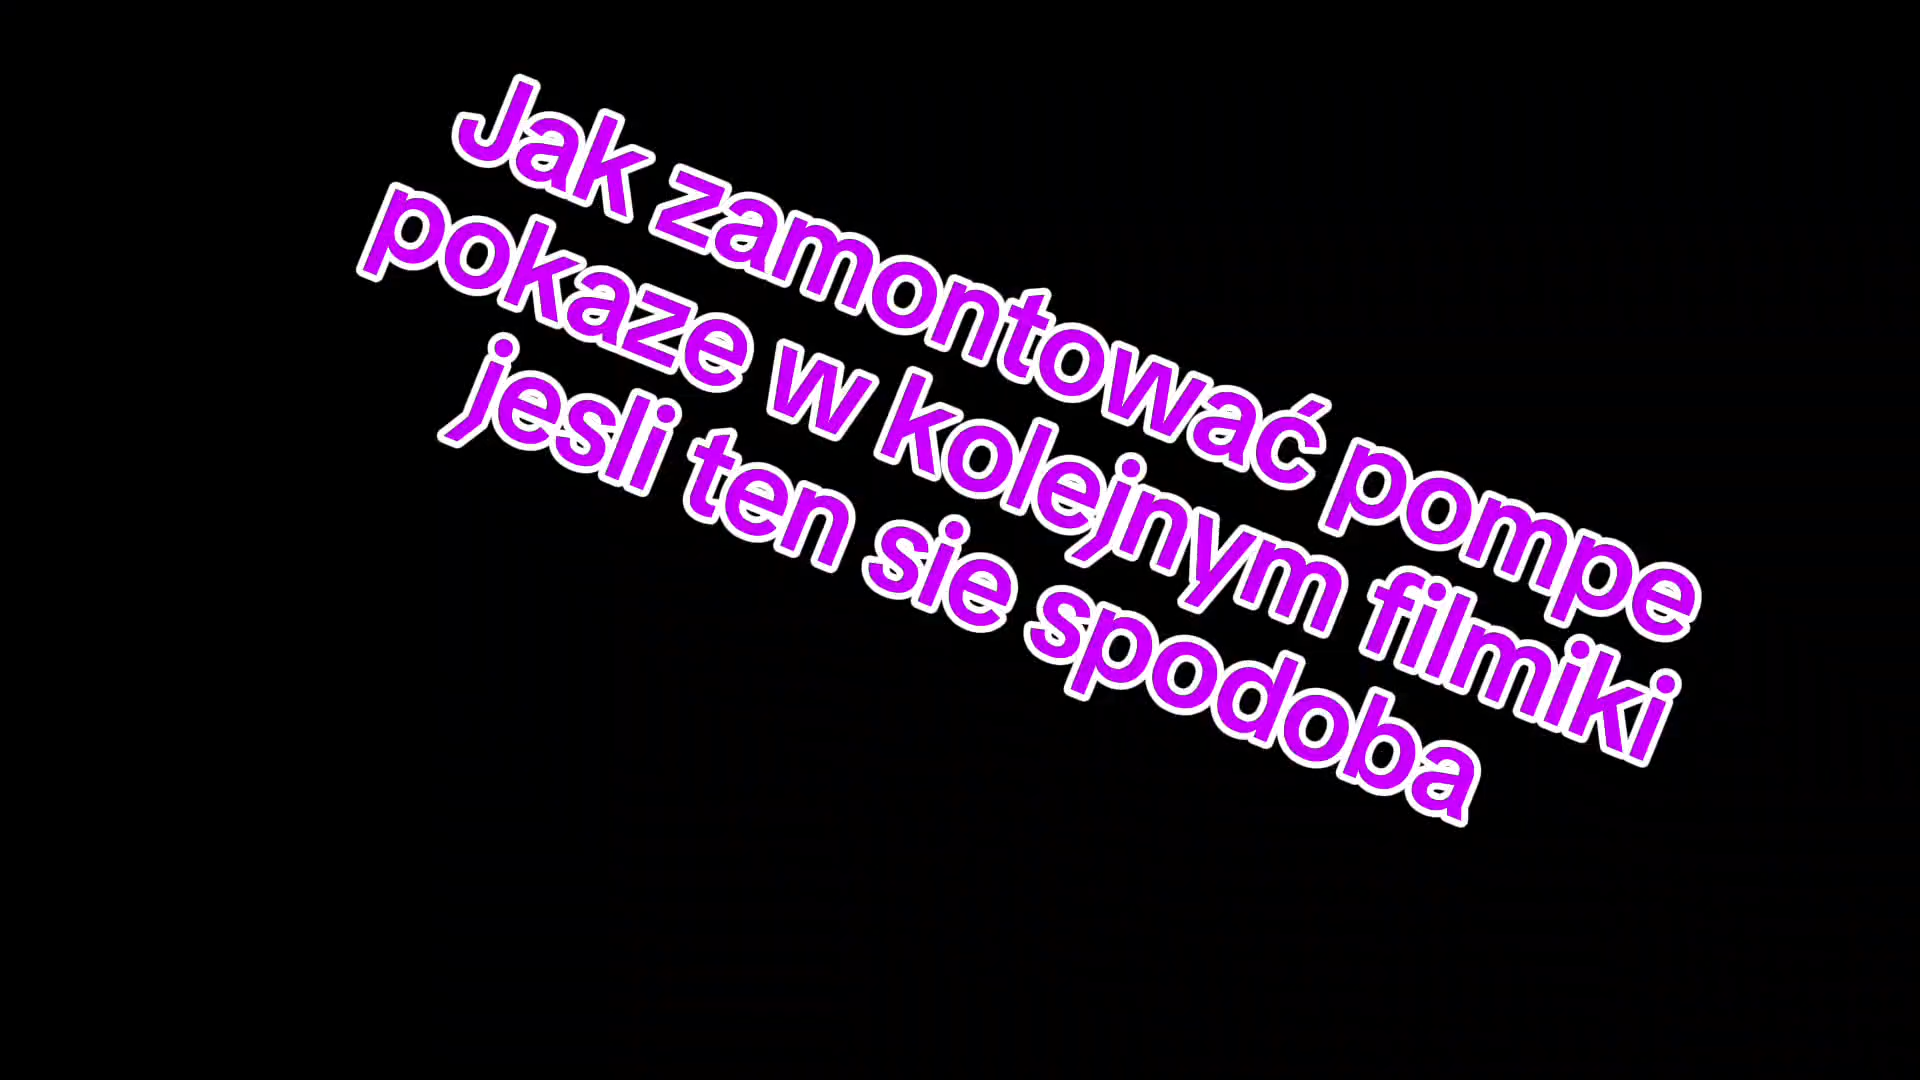 Jak zamontować pompe
pokaze w kolejnym filmiki
jesli ten sie spodoba